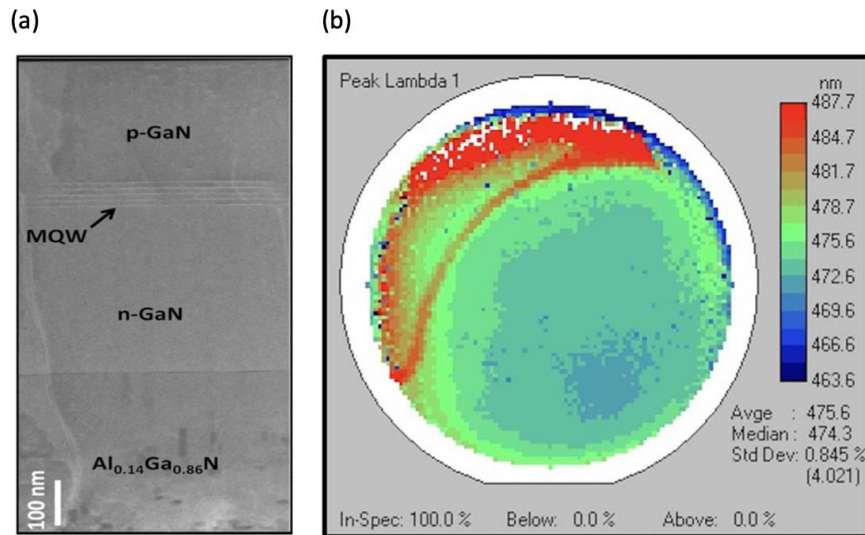 (a)
p-GaN
MQW
n-GaN
Al0.14Ga0.86N
100 nm
(b)
Peak Lambda 1
nm
487.7
484.7
481.7
478.7
475.6
472.6
469.6
466.6
463.6
Avge : 475.6
Median : 474.3
Std Dev: 0.845 %
(4.021)
In-Spec: 100.0 % Below: 0.0 % Above: 0.0 %